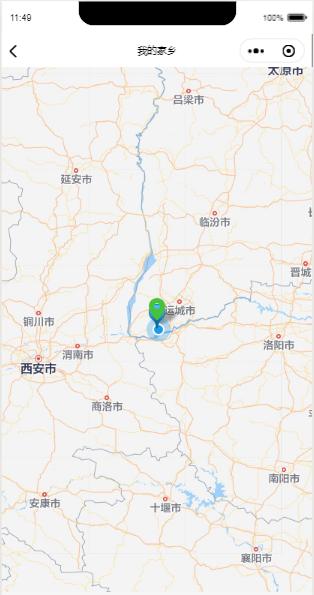 11:49
100%
我的家乡
太原市
吕梁市
延安市
临汾市
晋城
运城市
铜川市
洛阳市
渭南市
西安市
商洛市
南阳市
安康市
十堰市
襄阳市